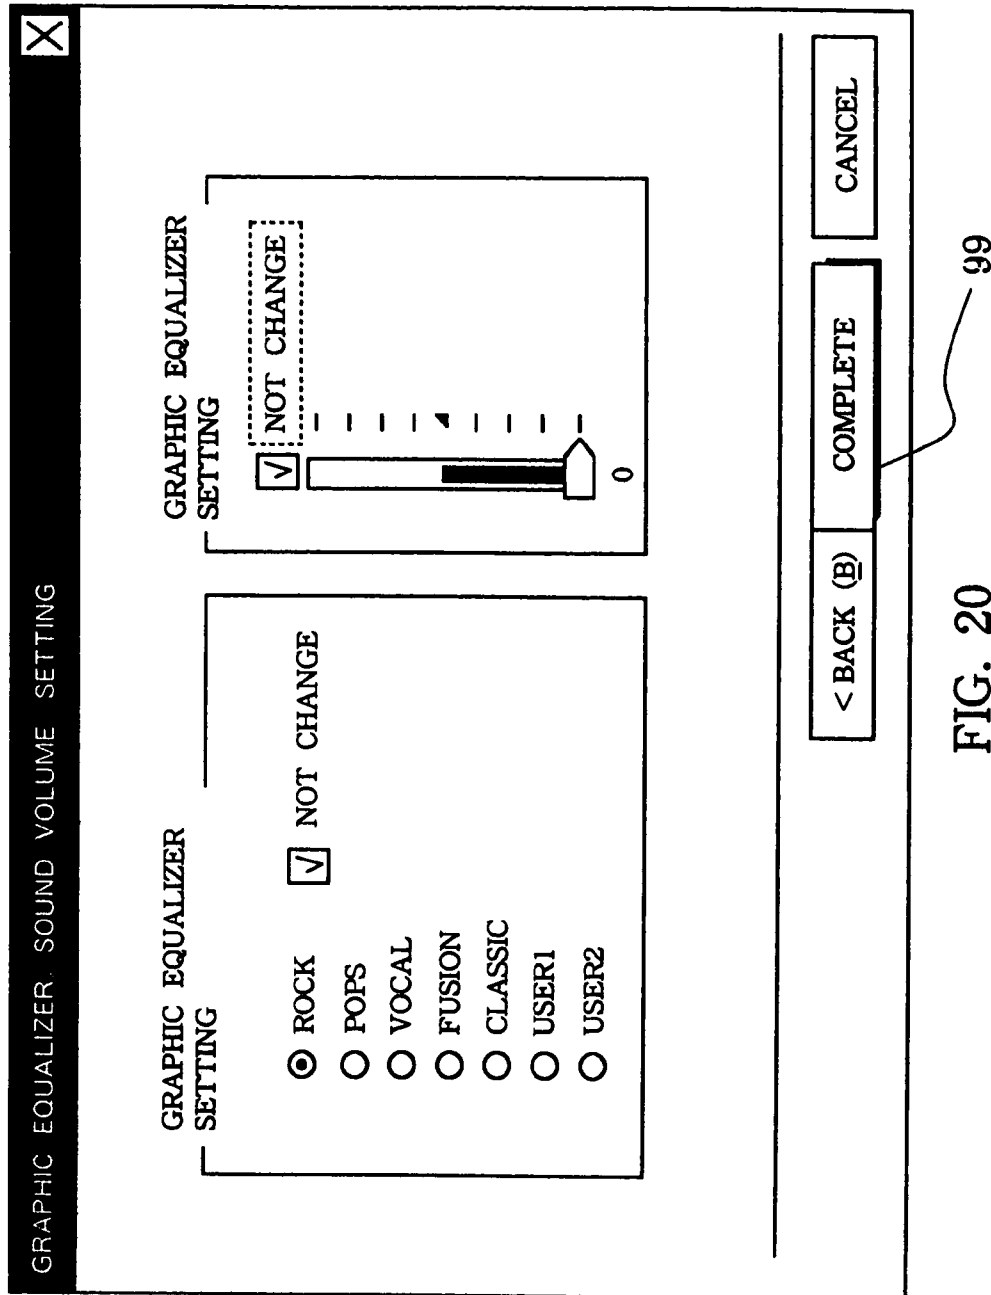 GRAPHIC EQUALIZER. SOUND VOLUME SETTING
X
GRAPHIC EQUALIZER
SETTING
ROCK
NOT CHANGE
POPS
VOCAL
FUSION
CLASSIC
USER1
USER2
GRAPHIC EQUALIZER
SETTING
NOT CHANGE
0
< BACK (B)
COMPLETE
CANCEL
99
FIG. 20